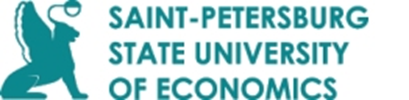 SAINT-PETERSBURG
STATE UNIVERSITY
OF ECONOMICS